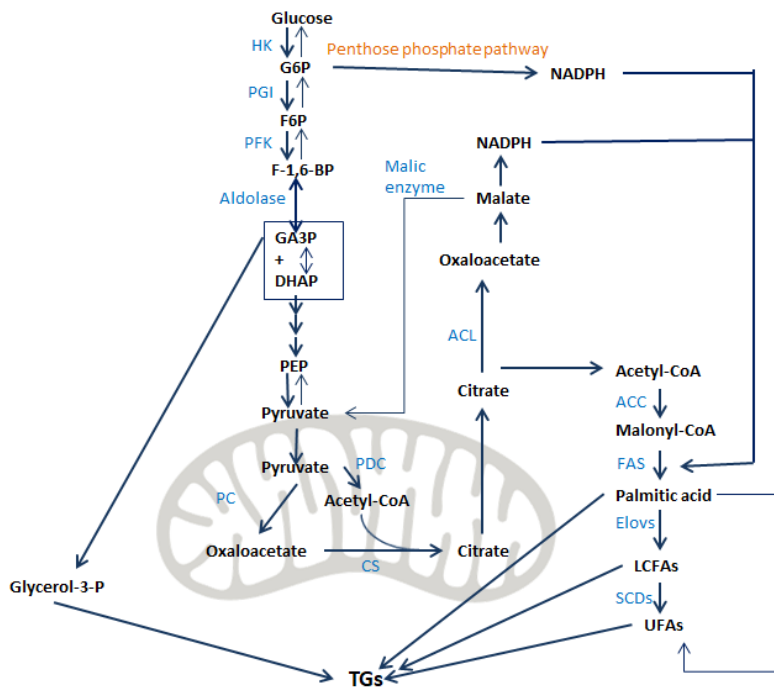 Glucose
HK
Penthose phosphate pathway
G6P
NADPH
PGI
F6P
PFK
NADPH
F-1,6-BP
Malic
enzyme
Aldolase
Malate
GA3P
+
DHAP
Oxaloacetate
ACL
PEP
Acetyl-CoA
Citrate
ACC
Pyruvate
Malonyl-CoA
Pyruvate
PDC
FAS
PC
Acetyl-CoA
Palmitic acid
Elovs
Oxaloacetate
CS
Citrate
LCFAs
Glycerol-3-P
SCDs
UFAs
TGs